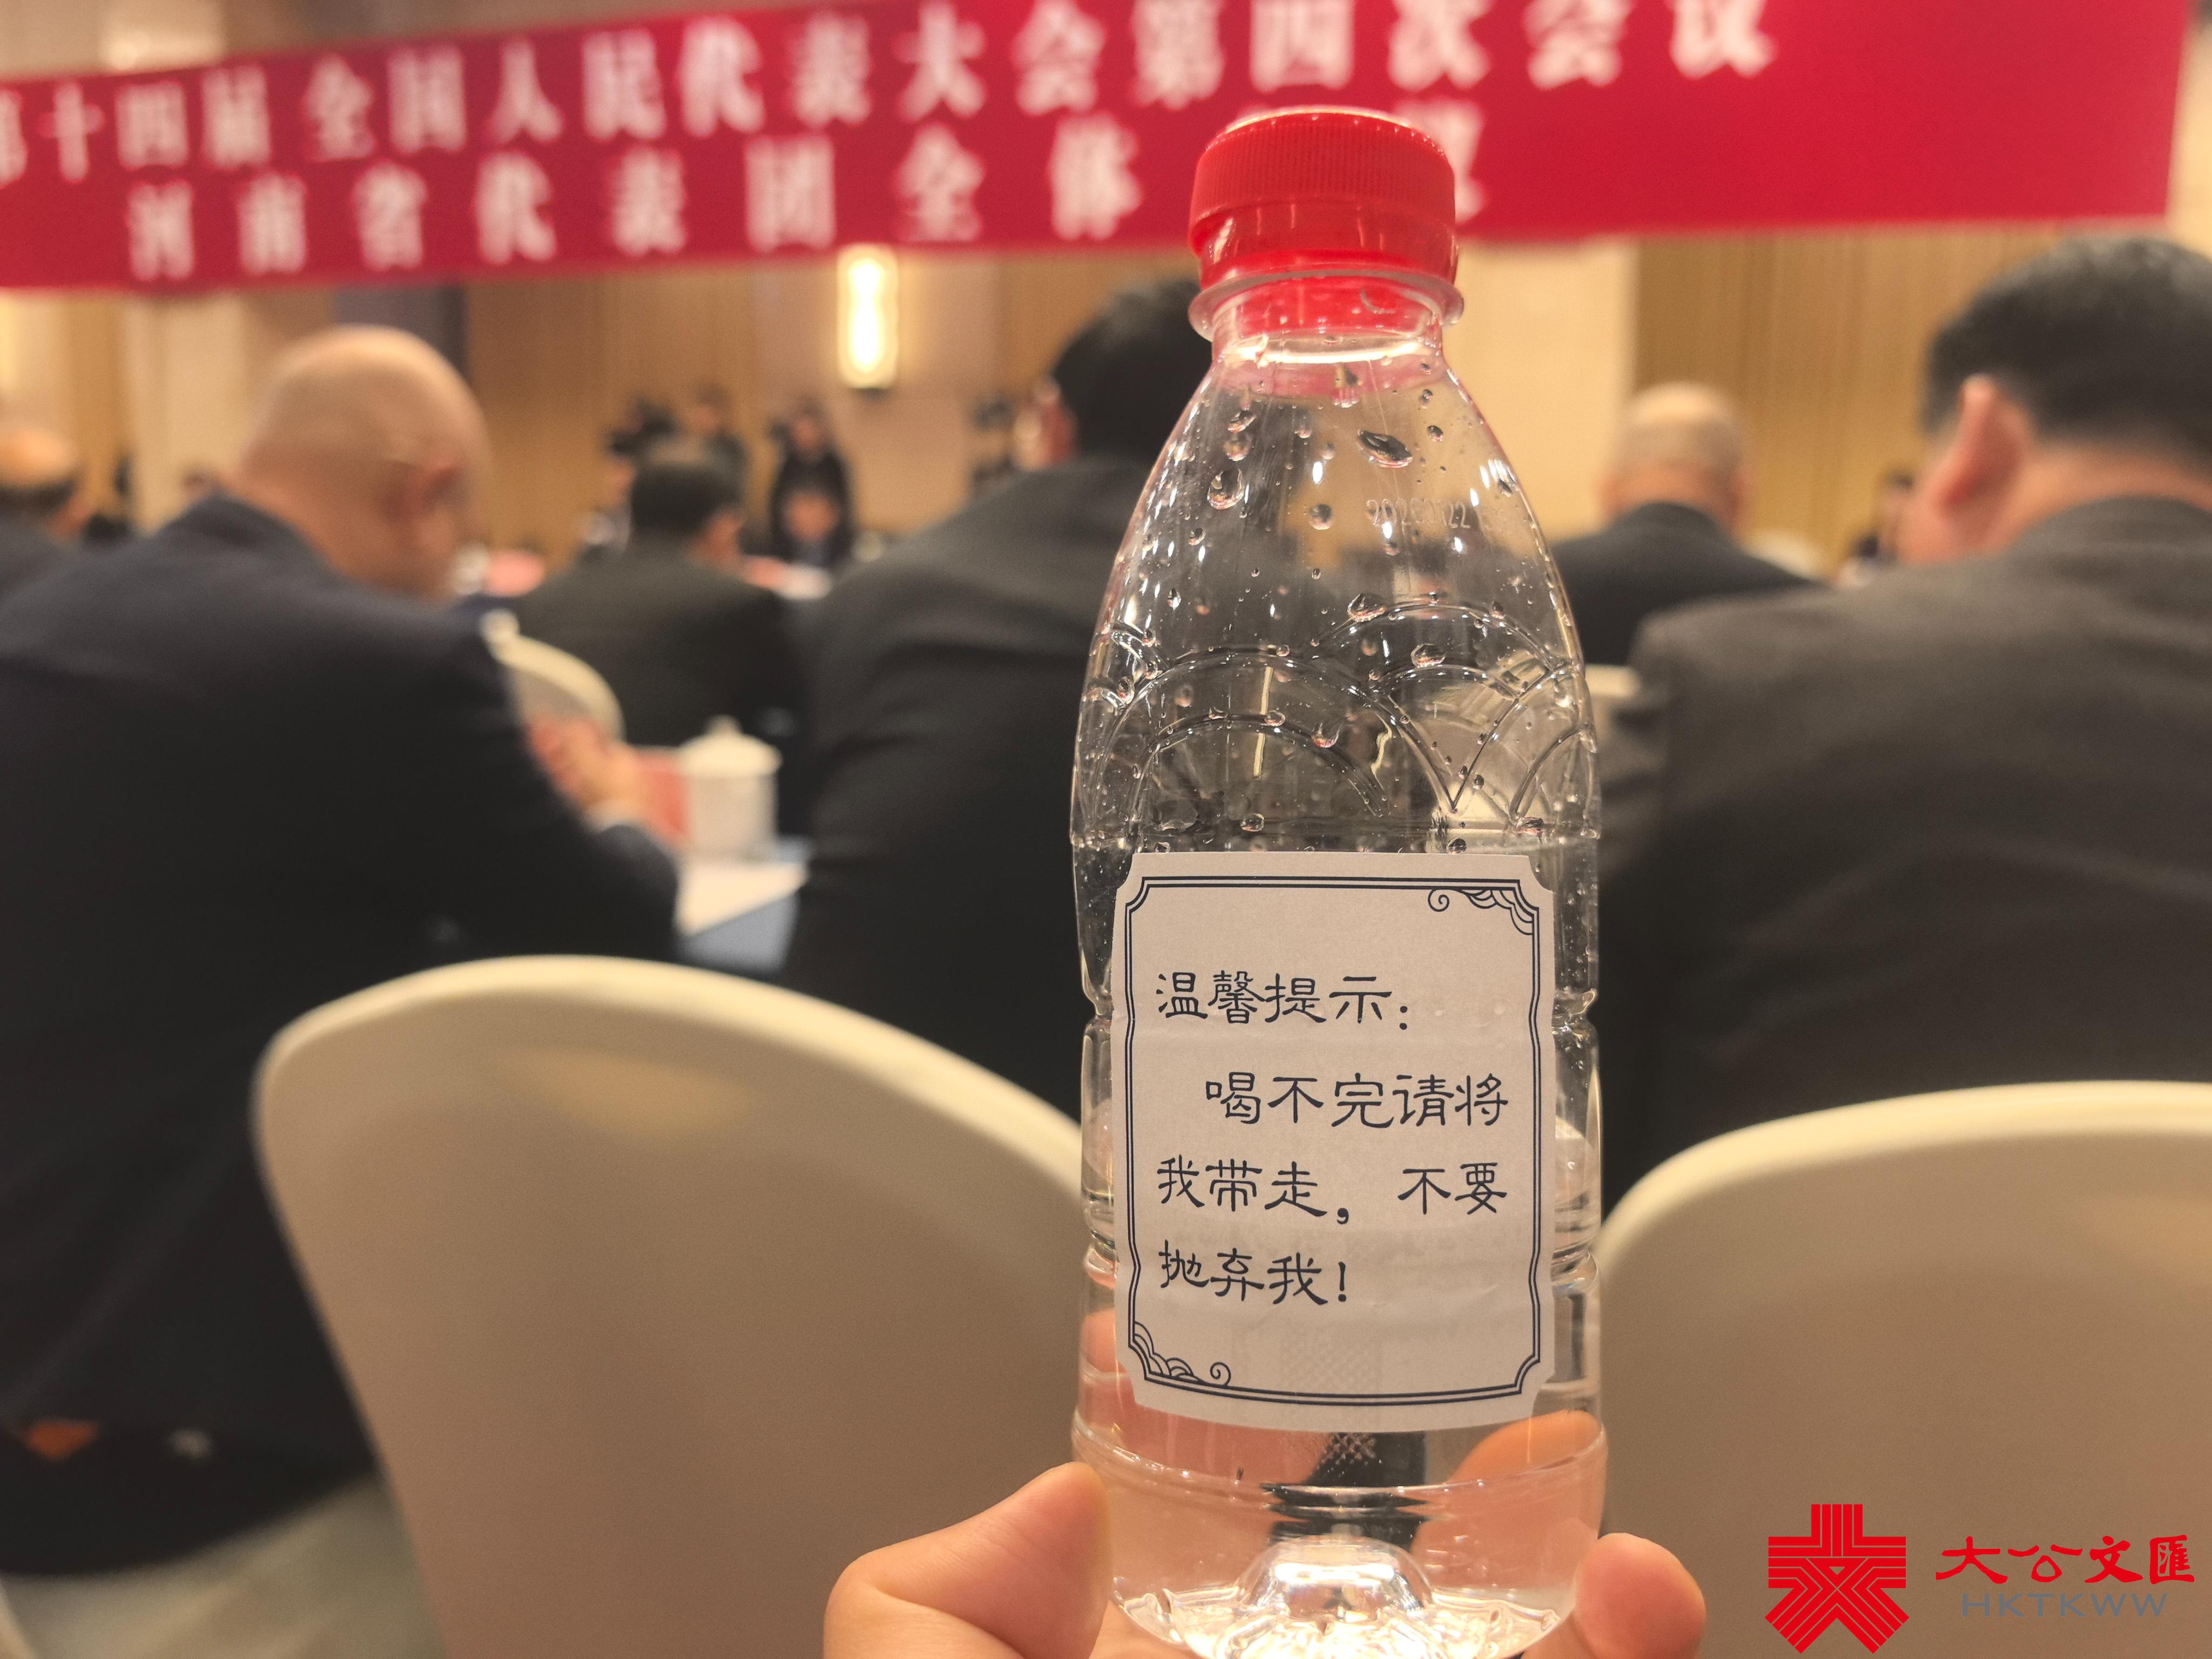 第十四届全国人民代表大会第四次会议
河南省代表团全体
温馨提示：
喝不完请将
我带走，不要
抛弃我！
大公文匯
HKTKWW